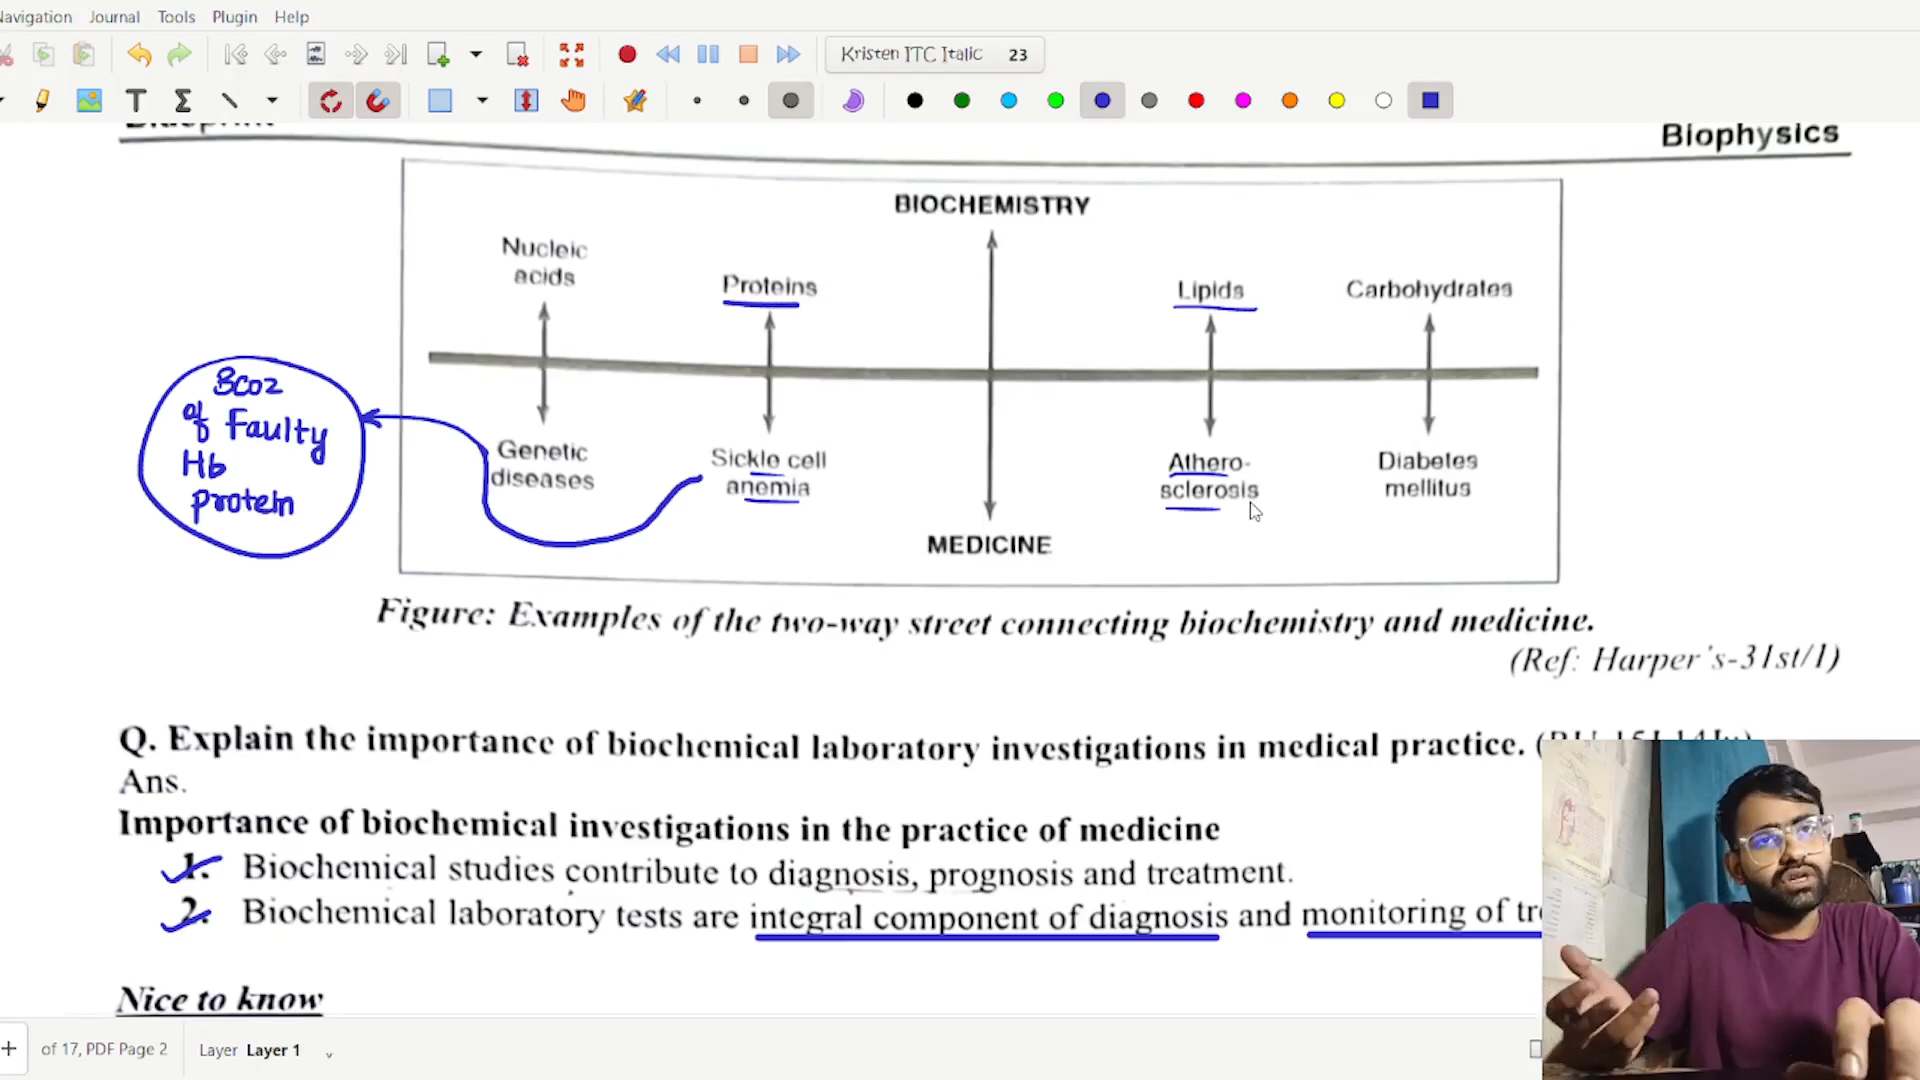 Navigation Journal Tools Plugin Help
Kristen ITC Italic 23
Biophysics
BIOCHEMISTRY
Nucleic
acids
Proteins
Lipids
Carbohydrates
Bcoz
of Faulty
Hb
protein
Genetic
diseases
Sickle cell
anemia
Athero-
sclerosis
Diabetes
mellitus
MEDICINE
Figure: Examples of the two-way street connecting biochemistry and medicine.
(Ref: Harper's-31st/1)
Q. Explain the importance of biochemical laboratory investigations in medical practice.
Ans.
Importance of biochemical investigations in the practice of medicine
1. Biochemical studies contribute to diagnosis, prognosis and treatment.
2. Biochemical laboratory tests are integral component of diagnosis and monitoring of
Nice to know
of 17, PDF Page 2 Layer Layer 1